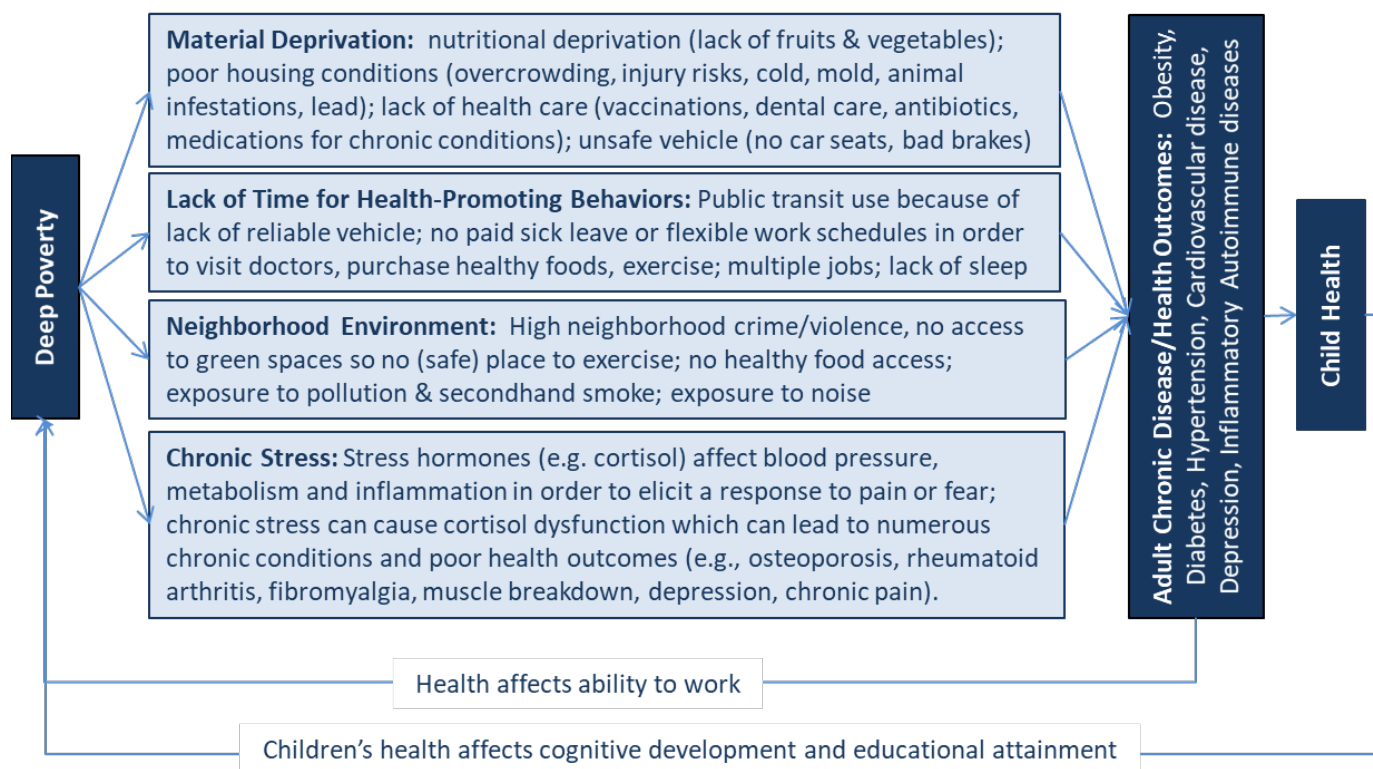 Deep Poverty
Material Deprivation: nutritional deprivation (lack of fruits & vegetables);
poor housing conditions (overcrowding, injury risks, cold, mold, animal
infestations, lead); lack of health care (vaccinations, dental care, antibiotics,
medications for chronic conditions); unsafe vehicle (no car seats, bad brakes)
Lack of Time for Health-Promoting Behaviors: Public transit use because of
lack of reliable vehicle; no paid sick leave or flexible work schedules in order
to visit doctors, purchase healthy foods, exercise; multiple jobs; lack of sleep
Neighborhood Environment: High neighborhood crime/violence, no access
to green spaces so no (safe) place to exercise; no healthy food access;
exposure to pollution & secondhand smoke; exposure to noise
Chronic Stress: Stress hormones (e.g. cortisol) affect blood pressure,
metabolism and inflammation in order to elicit a response to pain or fear;
chronic stress can cause cortisol dysfunction which can lead to numerous
chronic conditions and poor health outcomes (e.g., osteoporosis, rheumatoid
arthritis, fibromyalgia, muscle breakdown, depression, chronic pain).
Adult Chronic Disease/Health Outcomes: Obesity,
Diabetes, Hypertension, Cardiovascular disease,
Depression, Inflammatory Autoimmune diseases
Child Health
Health affects ability to work
Children’s health affects cognitive development and educational attainment